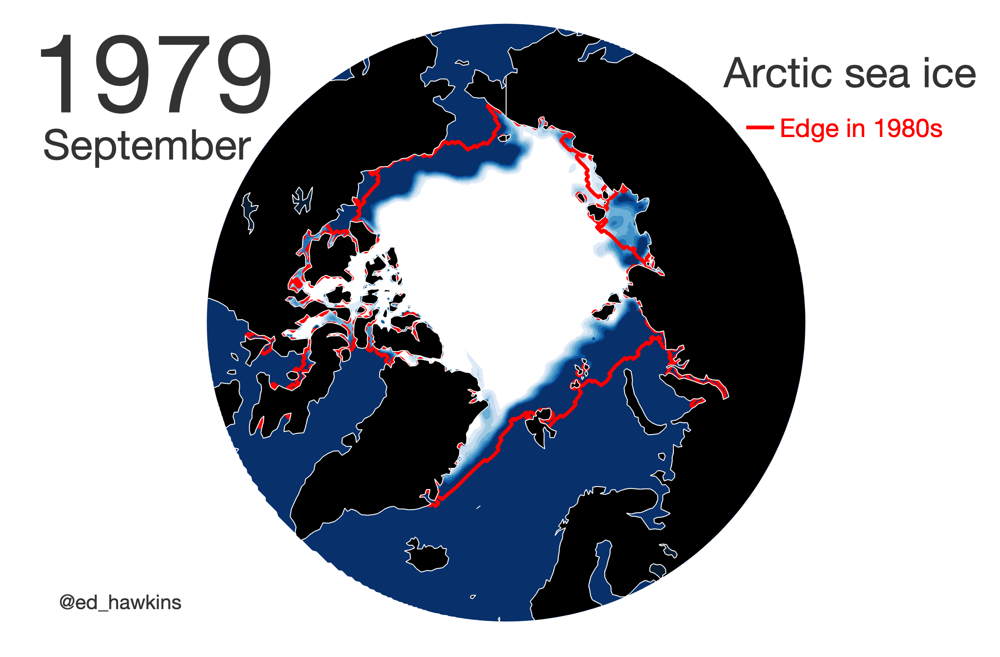 1979
September
Arctic sea ice
Edge in 1980s
@ed_hawkins